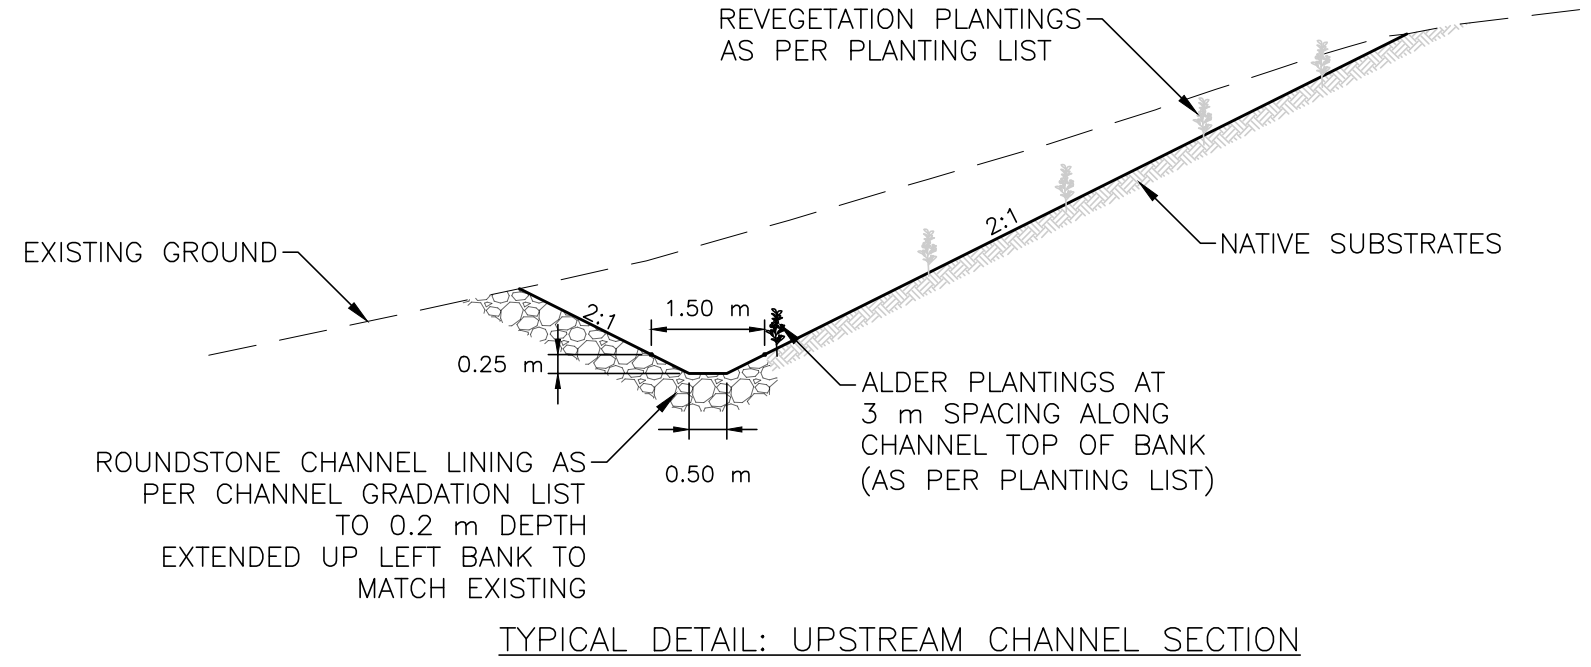 REVEGETATION PLANTINGS
AS PER PLANTING LIST
EXISTING GROUND
2:1
NATIVE SUBSTRATES
2:1
1.50 m
0.25 m
ALDER PLANTINGS AT
3 m SPACING ALONG
CHANNEL TOP OF BANK
(AS PER PLANTING LIST)
ROUNDSTONE CHANNEL LINING AS
PER CHANNEL GRADATION LIST
TO 0.2 m DEPTH
EXTENDED UP LEFT BANK TO
MATCH EXISTING
0.50 m
TYPICAL DETAIL: UPSTREAM CHANNEL SECTION